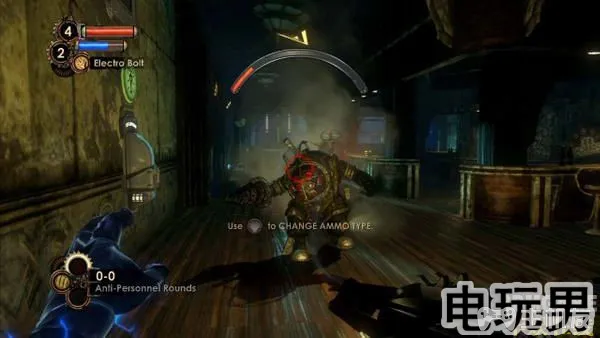 4
2
Electro Bolt
Use to CHANGE AMMO TYPE.
0-0
Anti-Personnel Rounds
电玩男